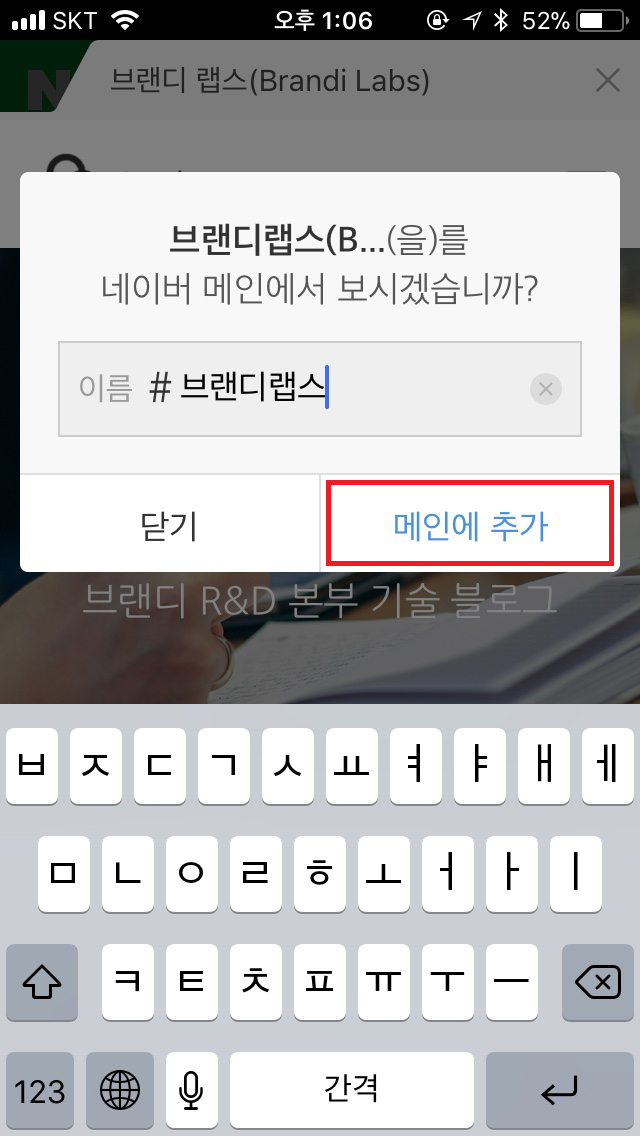 SKT 오후 1:06 52%
N 브랜디 랩스(Brandi Labs)
브랜디랩스(B...(을)를
네이버 메인에서 보시겠습니까?
이름 # 브랜디랩스
닫기 메인에 추가
브랜디 R&D 본부 기술 블로그
ㅂ ㅈ ㄷ ㄱ ㅅ ㅛ ㅕ ㅑ ㅐ ㅔ
ㅁ ㄴ ㅇ ㄹ ㅎ ㅗ ㅓ ㅏ ㅣ
ㅋ ㅌ ㅊ ㅍ ㅠ ㅜ ㅡ
123 간격